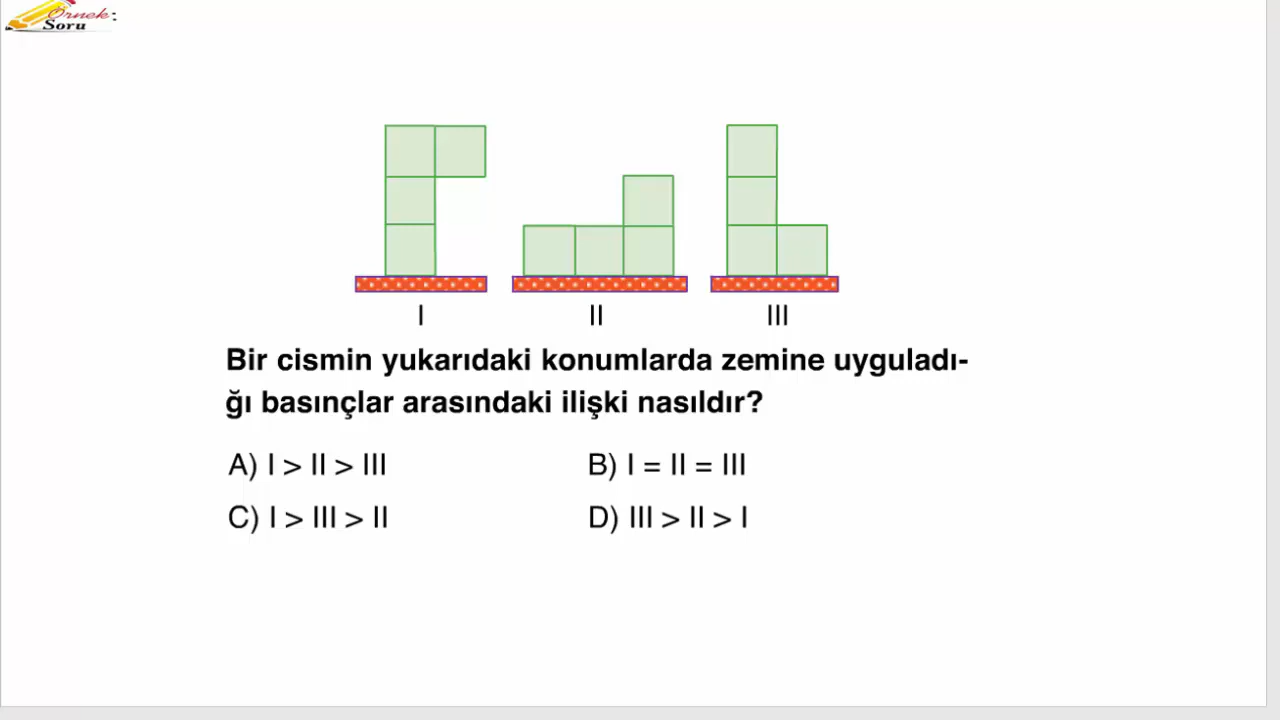 Örnek:
Soru
I II III
Bir cismin yukarıdaki konumlarda zemine uyguladı-
ğı basınçlar arasındaki ilişki nasıldır?
A) I > II > III B) I = II = III
C) I > III > II D) III > II > I